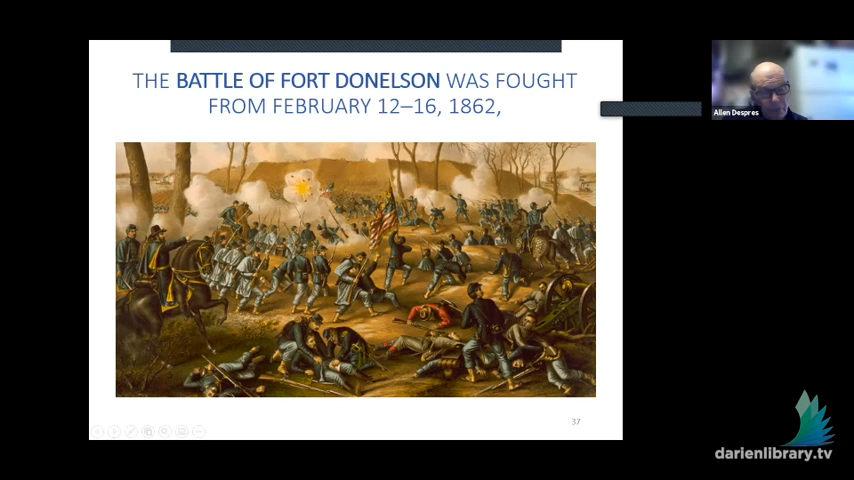 THE BATTLE OF FORT DONELSON WAS FOUGHT
FROM FEBRUARY 12–16, 1862,
Allen Despres
37
darienlibrary.tv